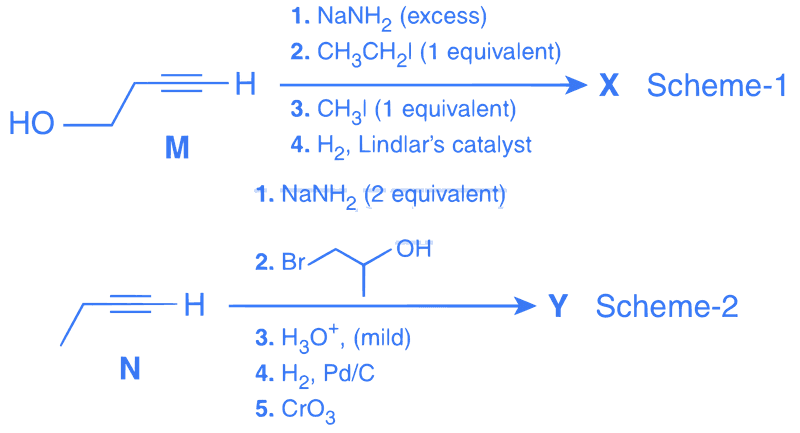 1. NaNH₂ (excess)
2. CH₃CH₂I (1 equivalent)
HO
H
X Scheme-1
M
3. CH₃I (1 equivalent)
4. H₂, Lindlar’s catalyst
1. NaNH₂ (2 equivalent)
2. Br
OH
H
Y Scheme-2
N
3. H₃O⁺, (mild)
4. H₂, Pd/C
5. CrO₃